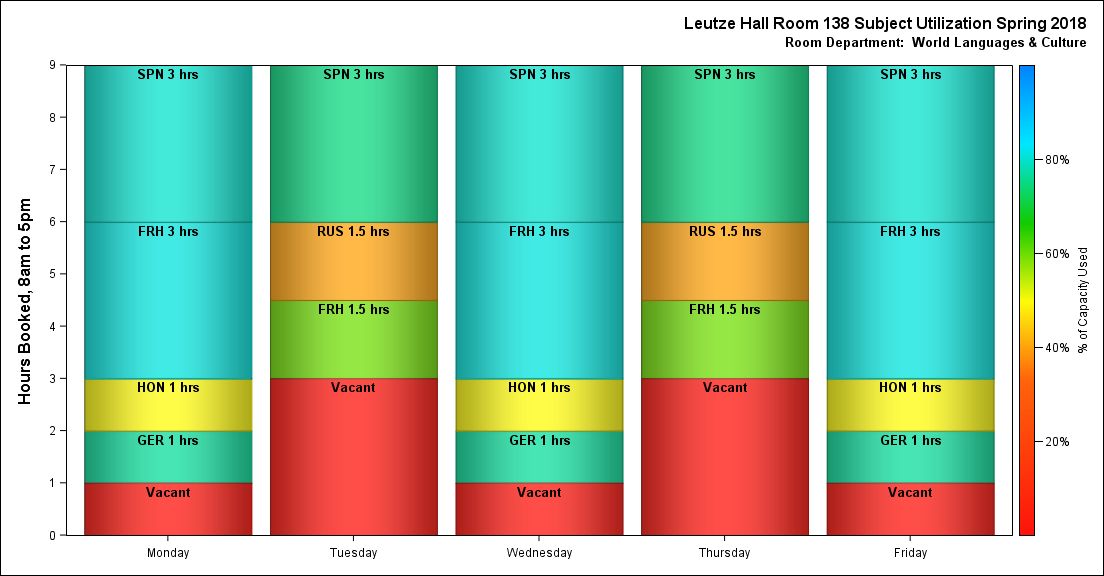 Leutze Hall Room 138 Subject Utilization Spring 2018
Room Department: World Languages & Culture
Hours Booked, 8am to 5pm
9
8
7
6
5
4
3
2
1
0
SPN 3 hrs
FRH 3 hrs
HON 1 hrs
GER 1 hrs
Vacant
Monday
SPN 3 hrs
RUS 1.5 hrs
FRH 1.5 hrs
Vacant
Tuesday
SPN 3 hrs
FRH 3 hrs
HON 1 hrs
GER 1 hrs
Vacant
Wednesday
SPN 3 hrs
RUS 1.5 hrs
FRH 1.5 hrs
Vacant
Thursday
SPN 3 hrs
FRH 3 hrs
HON 1 hrs
GER 1 hrs
Vacant
Friday
80%
60%
40%
20%
% of Capacity Used